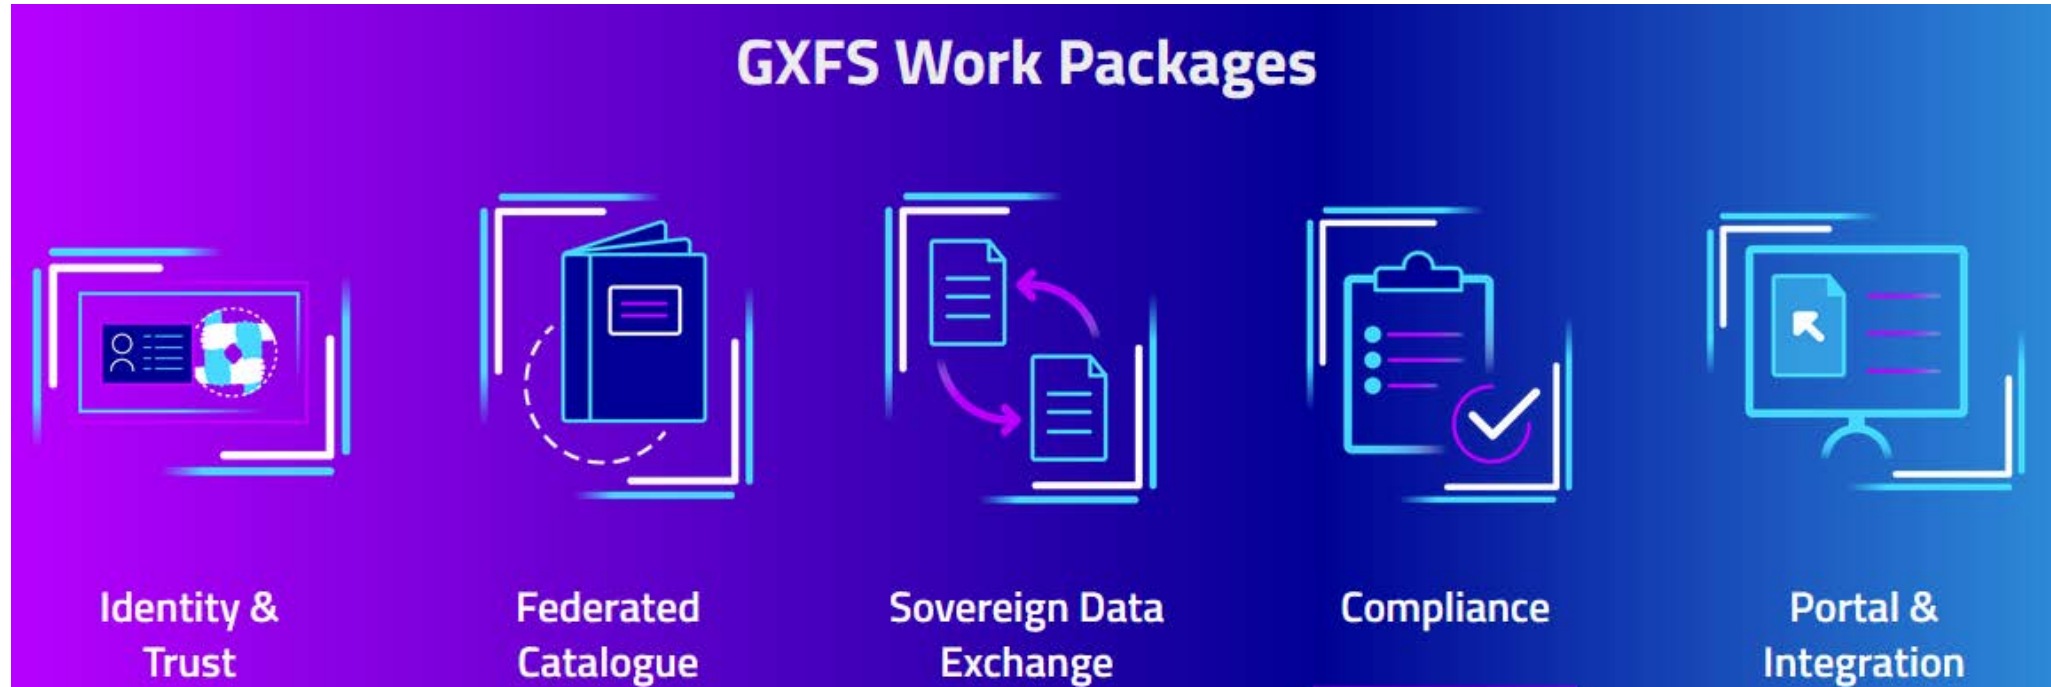 GXFS Work Packages
Identity &
Trust
Federated
Catalogue
Sovereign Data
Exchange
Compliance
Portal &
Integration